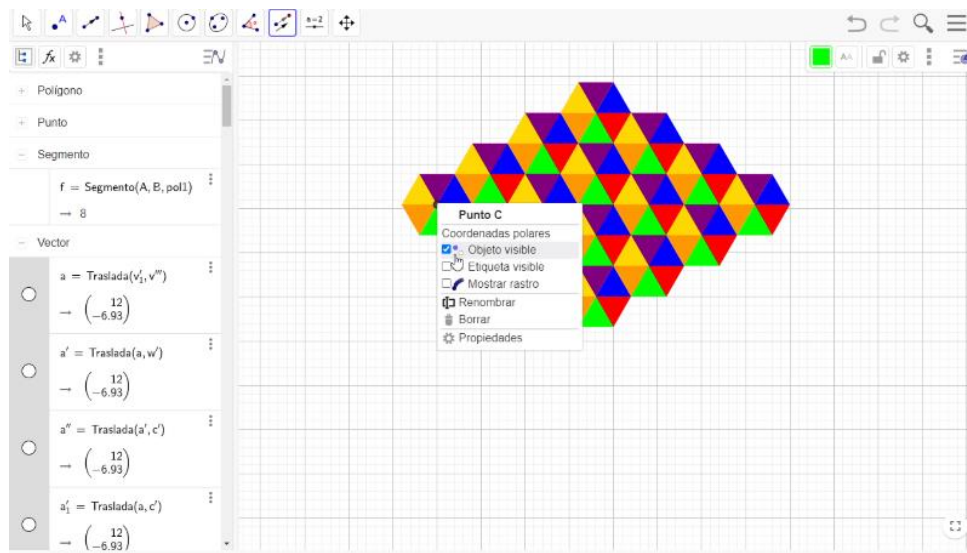 a=2
Polígono
Punto
Segmento
f = Segmento(A, B, pol1)
→ 8
Vector
a = Traslada(v′₁, v‴)
→ (12
−6.93)
a′ = Traslada(a, w′)
→ (12
−6.93)
a″ = Traslada(a′, c′)
→ (12
−6.93)
a′₁ = Traslada(a, c′)
→ (12
−6.93)
AA
Punto C
Coordenadas polares
Objeto visible
Etiqueta visible
Mostrar rastro
Renombrar
Borrar
Propiedades